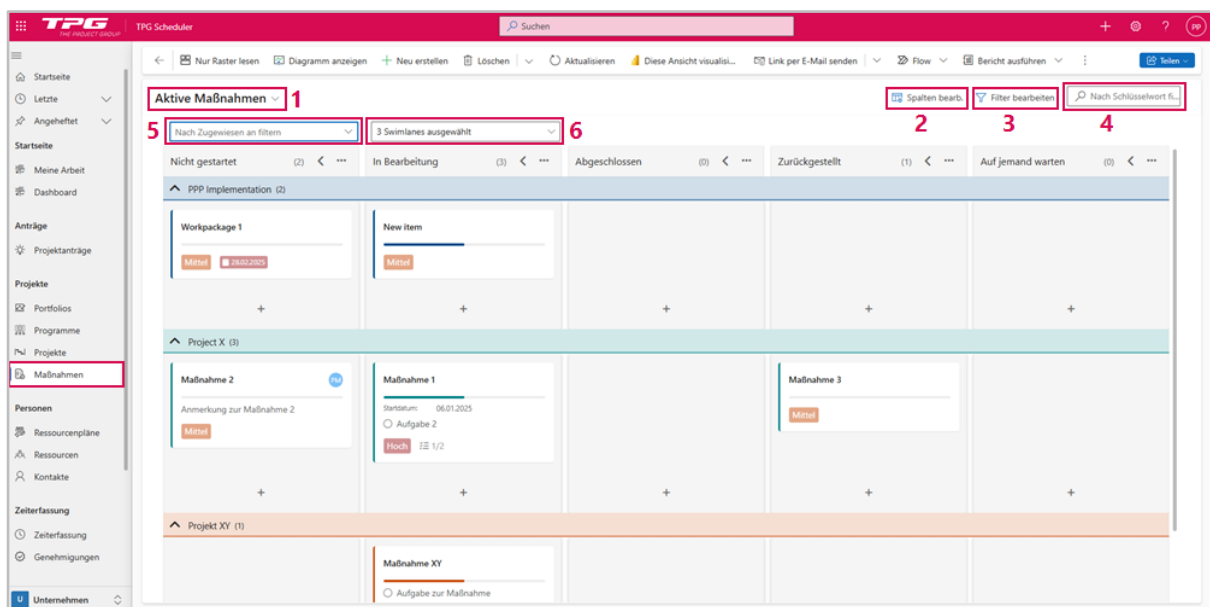 TPG
THE PROJECT GROUP
TPG Scheduler
Suchen
PP
Nur Raster lesen
Diagramm anzeigen
Neu erstellen
Löschen
Aktualisieren
Diese Ansicht visualisi...
Link per E-Mail senden
Flow
Bericht ausführen
Teilen
Startseite
Letzte
Angeheftet
Startseite
Meine Arbeit
Dashboard
Anträge
Projektanträge
Projekte
Portfolios
Programme
Projekte
Maßnahmen
Personen
Ressourcenpläne
Ressourcen
Kontakte
Zeiterfassung
Zeiterfassung
Genehmigungen
U Unternehmen
Aktive Maßnahmen 1
Spalten bearb.
2
Filter bearbeiten
3
Nach Schlüsselwort fi...
4
5 Nach Zugewiesen an filtern
3 Swimlanes ausgewählt 6
Nicht gestartet (2)
In Bearbeitung (3)
Abgeschlossen (0)
Zurückgestellt (1)
Auf jemand warten (0)
PPP Implementation (2)
Workpackage 1
Mittel 28.02.2025
New item
Mittel
Project X (3)
Maßnahme 2 PM
Anmerkung zur Maßnahme 2
Mittel
Maßnahme 1
Startdatum: 06.01.2025
Aufgabe 2
Hoch 1/2
Maßnahme 3
Mittel
Projekt XY (1)
Maßnahme XY
Aufgabe zur Maßnahme